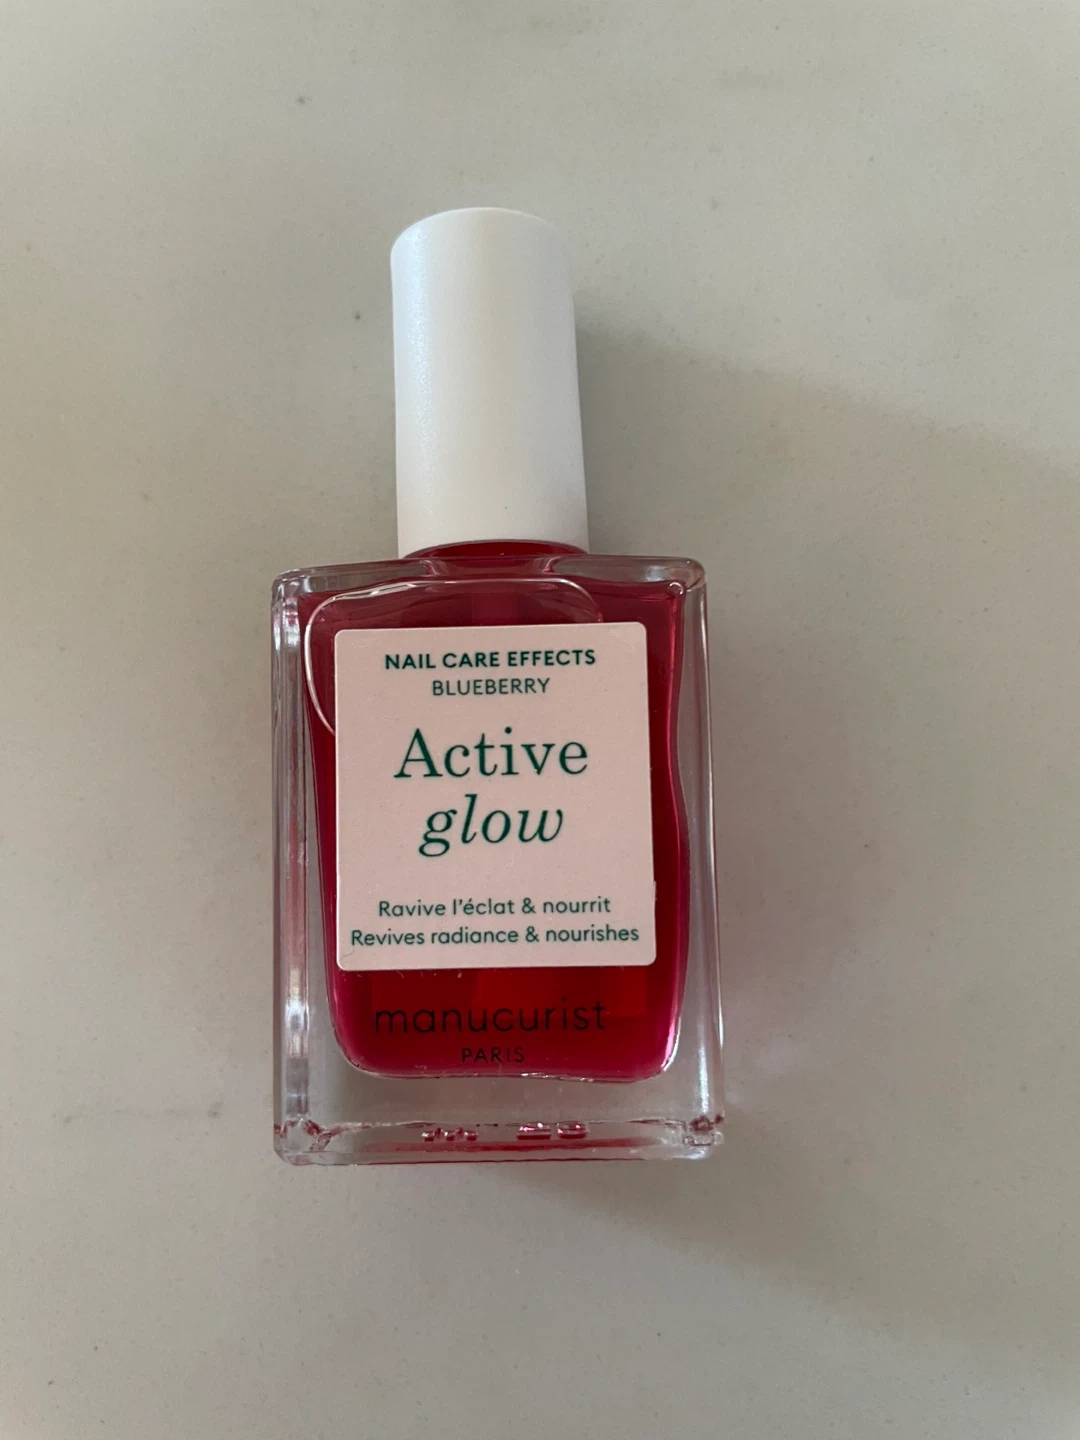 NAIL CARE EFFECTS
BLUEBERRY
Active
glow
Ravive l'éclat & nourrit
Revives radiance & nourishes
manucurist
PARIS